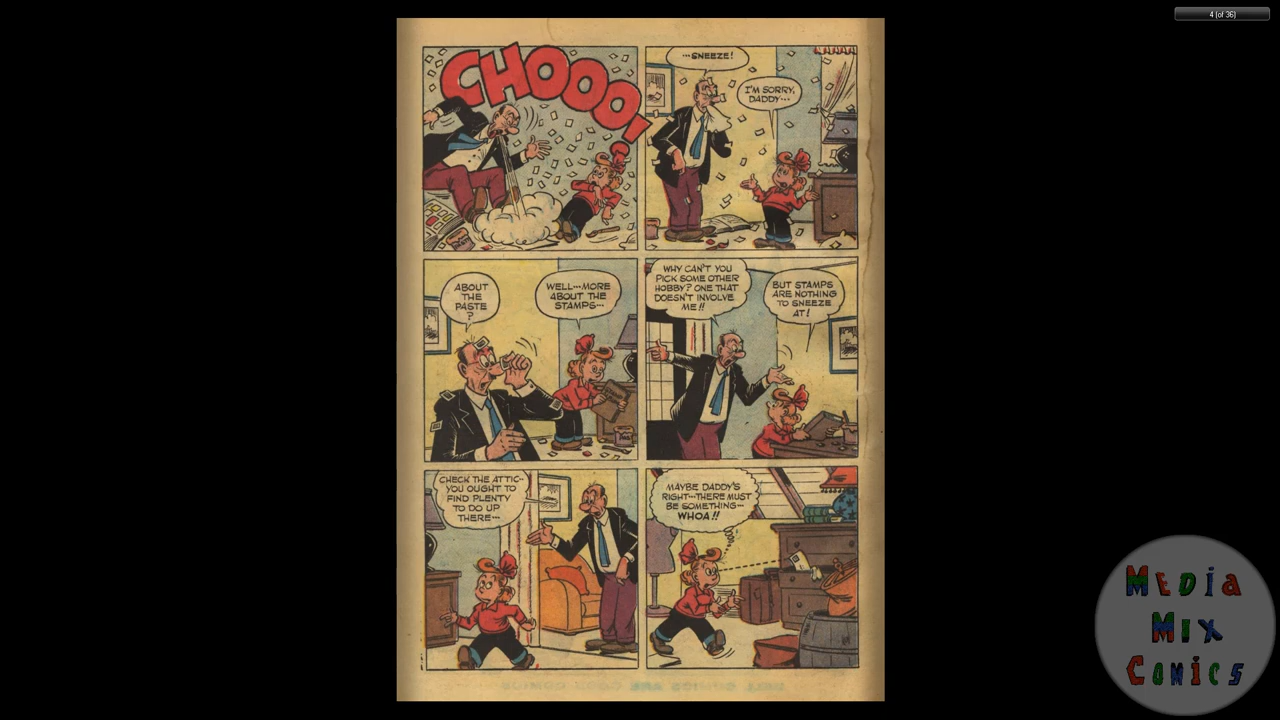 4 (of 36)
CHOOO!
...SNEEZE!
I'M SORRY,
DADDY...
ABOUT
THE
PASTE
?
WELL...MORE
ABOUT THE
STAMPS...
WHY CAN'T YOU
PICK SOME OTHER
HOBBY? ONE THAT
DOESN'T INVOLVE
ME!!
BUT STAMPS
ARE NOTHING
TO SNEEZE
AT!
CHECK THE ATTIC--
YOU OUGHT TO
FIND PLENTY
TO DO UP
THERE...
MAYBE DADDY'S
RIGHT...THERE MUST
BE SOMETHING...
WHOA!!
MEDiA
MiX
COMiCS